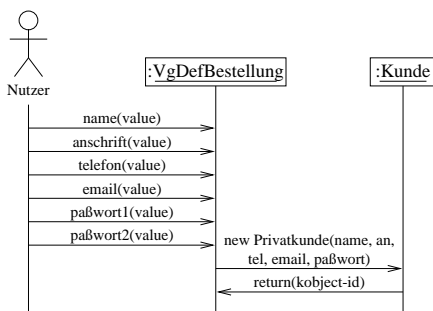 :VgDefBestellung
:Kunde
Nutzer
name(value)
anschrift(value)
telefon(value)
email(value)
paßwort1(value)
paßwort2(value)
new Privatkunde(name, an,
tel, email, paßwort)
return(kobject-id)